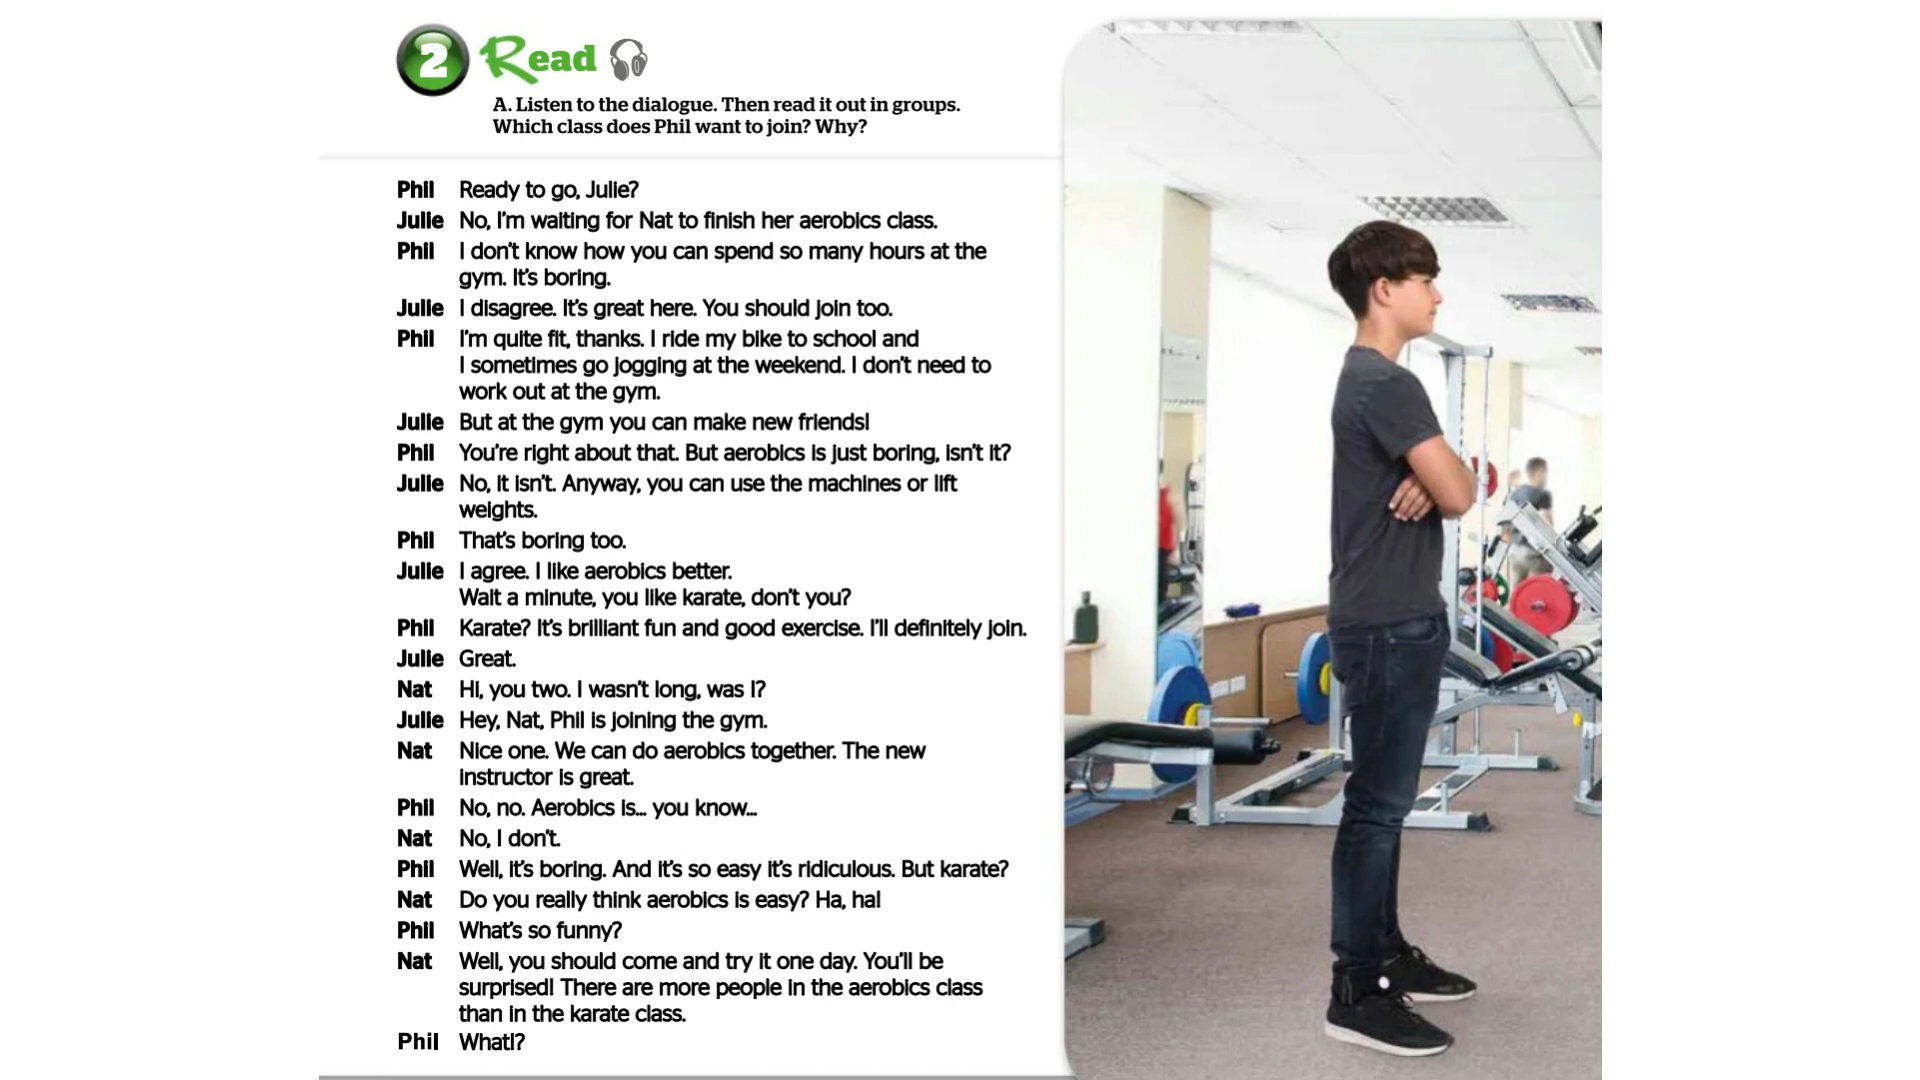 2 Read
A. Listen to the dialogue. Then read it out in groups.
Which class does Phil want to join? Why?
Phil Ready to go, Julie?
Julie No, I'm waiting for Nat to finish her aerobics class.
Phil I don't know how you can spend so many hours at the
gym. It's boring.
Julie I disagree. It's great here. You should join too.
Phil I'm quite fit, thanks. I ride my bike to school and
I sometimes go jogging at the weekend. I don't need to
work out at the gym.
Julie But at the gym you can make new friends!
Phil You're right about that. But aerobics is just boring, isn't it?
Julie No, it isn't. Anyway, you can use the machines or lift
weights.
Phil That's boring too.
Julie I agree. I like aerobics better.
Wait a minute, you like karate, don't you?
Phil Karate? It's brilliant fun and good exercise. I'll definitely join.
Julie Great.
Nat Hi, you two. I wasn't long, was I?
Julie Hey, Nat, Phil is joining the gym.
Nat Nice one. We can do aerobics together. The new
instructor is great.
Phil No, no. Aerobics is... you know...
Nat No, I don't.
Phil Well, it's boring. And it's so easy it's ridiculous. But karate?
Nat Do you really think aerobics is easy? Ha, ha!
Phil What's so funny?
Nat Well, you should come and try it one day. You'll be
surprised! There are more people in the aerobics class
than in the karate class.
Phil What!?